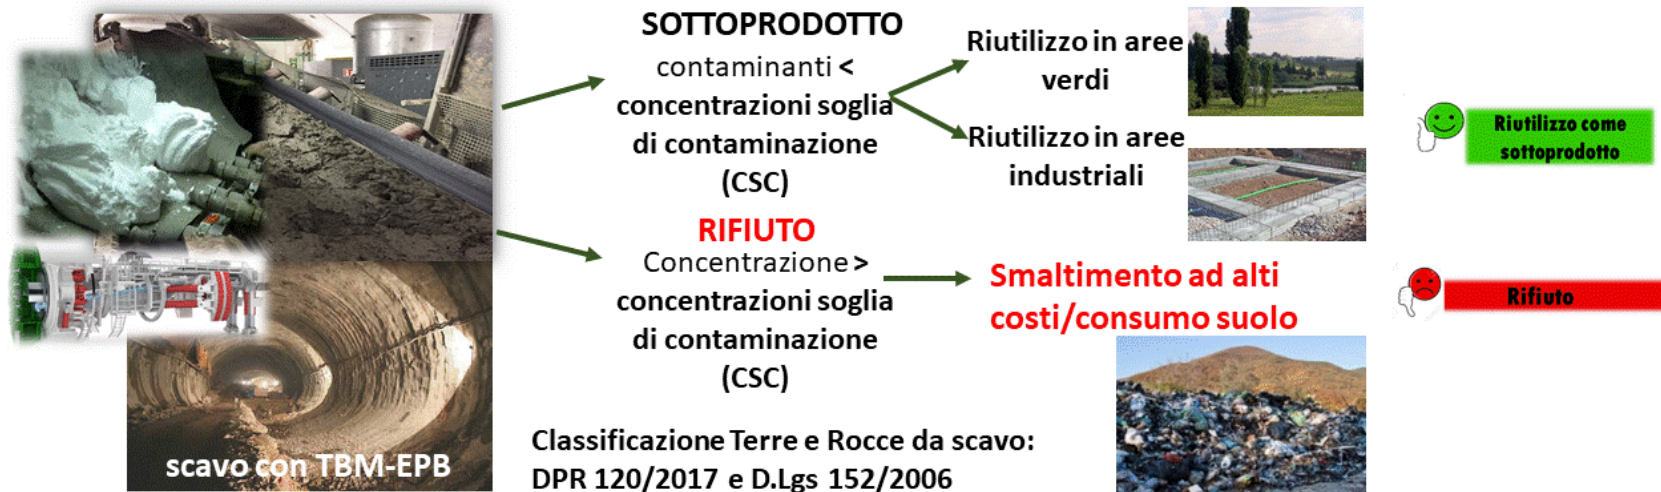 SOTTOPRODOTTO
contaminanti <
concentrazioni soglia
di contaminazione
(CSC)
Riutilizzo in aree
verdi
Riutilizzo in aree
industriali
Riutilizzo come
sottoprodotto
RIFIUTO
Concentrazione >
concentrazioni soglia
di contaminazione
(CSC)
Smaltimento ad alti
costi/consumo suolo
Rifiuto
scavo con TBM-EPB
Classificazione Terre e Rocce da scavo:
DPR 120/2017 e D.Lgs 152/2006